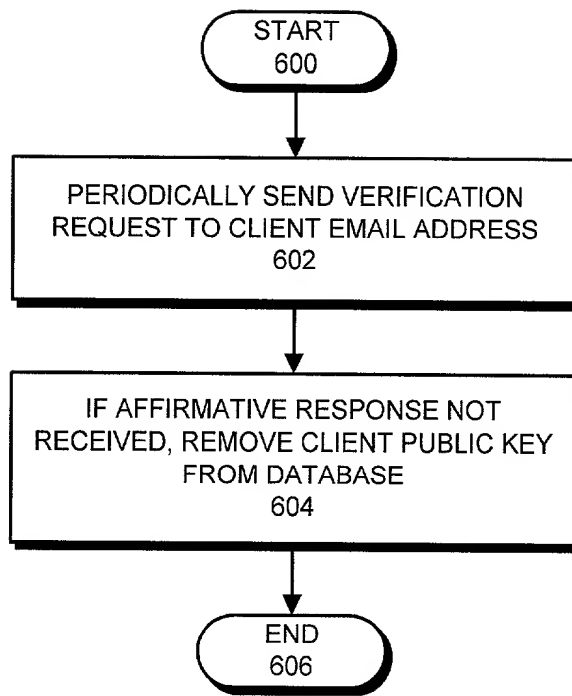 START
600
PERIODICALLY SEND VERIFICATION
REQUEST TO CLIENT EMAIL ADDRESS
602
IF AFFIRMATIVE RESPONSE NOT
RECEIVED, REMOVE CLIENT PUBLIC KEY
FROM DATABASE
604
END
606